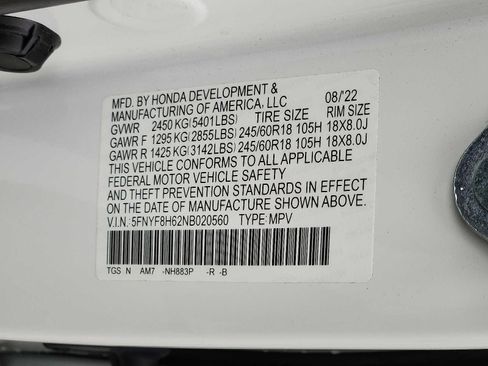 MFD. BY HONDA DEVELOPMENT &
MANUFACTURING OF AMERICA, LLC 08/'22
GVWR 2450 KG(5401LBS) TIRE SIZE RIM SIZE
GAWR F 1295 KG(2855LBS) 245/60R18 105H 18X8.0J
GAWR R 1425 KG(3142LBS) 245/60R18 105H 18X8.0J
THIS VEHICLE CONFORMS TO ALL APPLICABLE
FEDERAL MOTOR VEHICLE SAFETY
AND THEFT PREVENTION STANDARDS IN EFFECT
ON THE DATE OF MANUFACTURE SHOWN ABOVE.
V.I.N.: 5FNYF8H62NB020560 TYPE: MPV
TGS N AM7 -NH883P -R -B